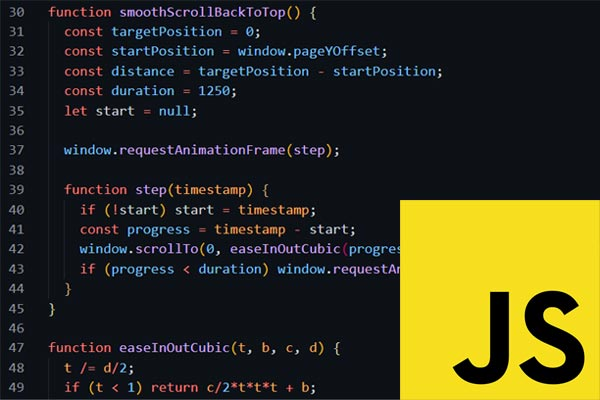 30 function smoothScrollBackToTop() {
31 const targetPosition = 0;
32 const startPosition = window.pageYOffset;
33 const distance = targetPosition - startPosition;
34 const duration = 1250;
35 let start = null;
36
37 window.requestAnimationFrame(step);
38
39 function step(timestamp) {
40 if (!start) start = timestamp;
41 const progress = timestamp - start;
42 window.scrollTo(0, easeInOutCubic(progres
43 if (progress < duration) window.requestAn
44 }
45 }
46
47 function easeInOutCubic(t, b, c, d) {
48 t /= d/2;
49 if (t < 1) return c/2*t*t*t + b;
JS